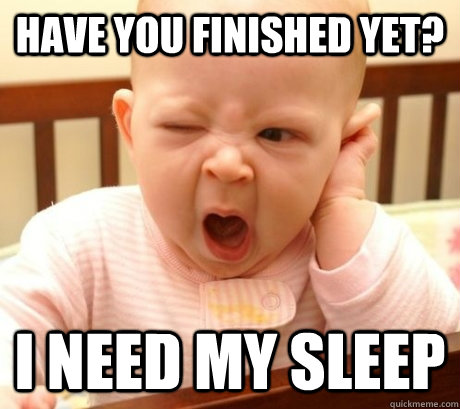 HAVE YOU FINISHED YET?
I NEED MY SLEEP
quickmeme.com